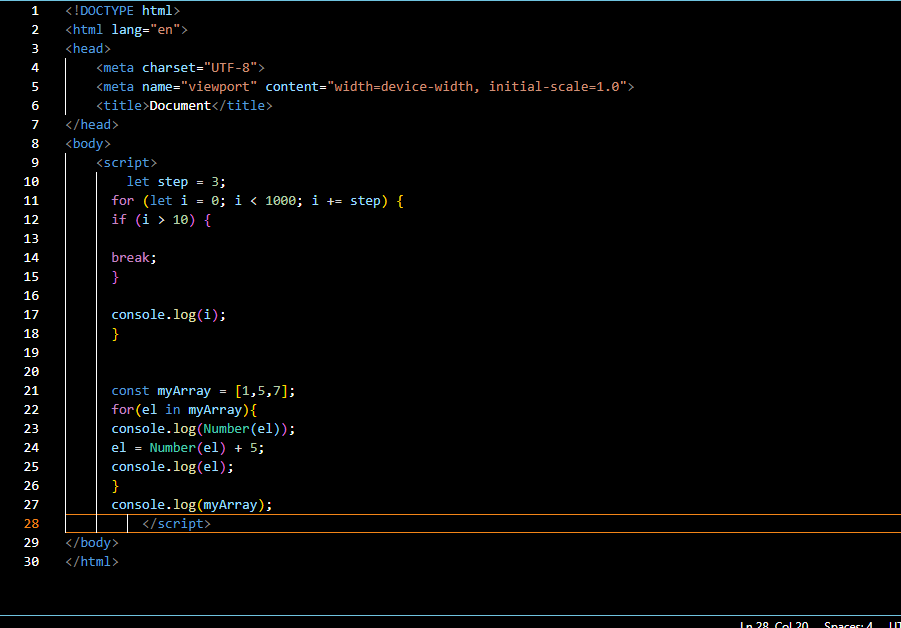 1 <!DOCTYPE html>
2 <html lang="en">
3 <head>
4 <meta charset="UTF-8">
5 <meta name="viewport" content="width=device-width, initial-scale=1.0">
6 <title>Document</title>
7 </head>
8 <body>
9 <script>
10 let step = 3;
11 for (let i = 0; i < 1000; i += step) {
12 if (i > 10) {
13
14 break;
15 }
16
17 console.log(i);
18 }
19
20
21 const myArray = [1,5,7];
22 for(el in myArray){
23 console.log(Number(el));
24 el = Number(el) + 5;
25 console.log(el);
26 }
27 console.log(myArray);
28 </script>
29 </body>
30 </html>
Ln 28, Col 20 Spaces: 4